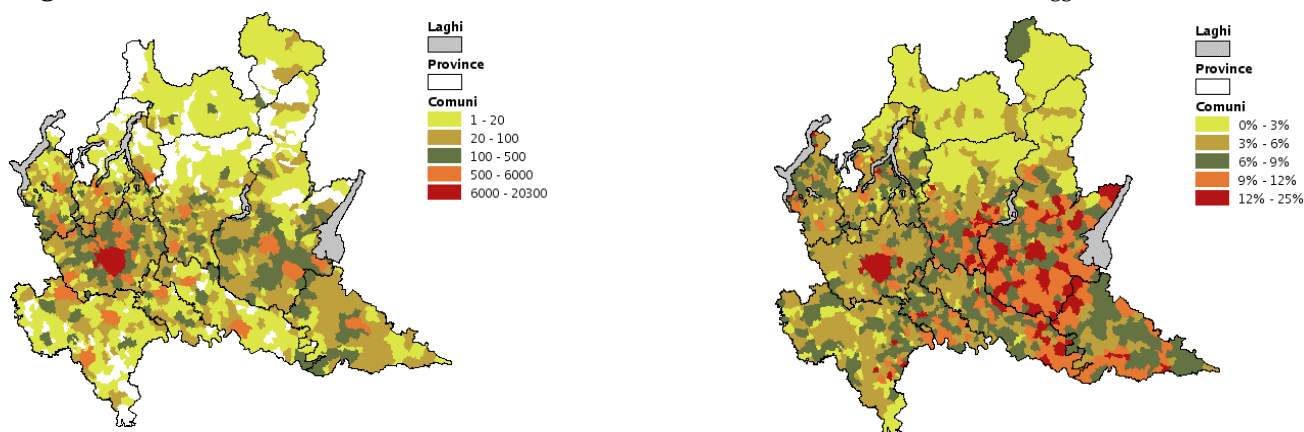 Laghi
Province
Comuni
1 - 20
20 - 100
100 - 500
500 - 6000
6000 - 20300
Laghi
Province
Comuni
0% - 3%
3% - 6%
6% - 9%
9% - 12%
12% - 25%